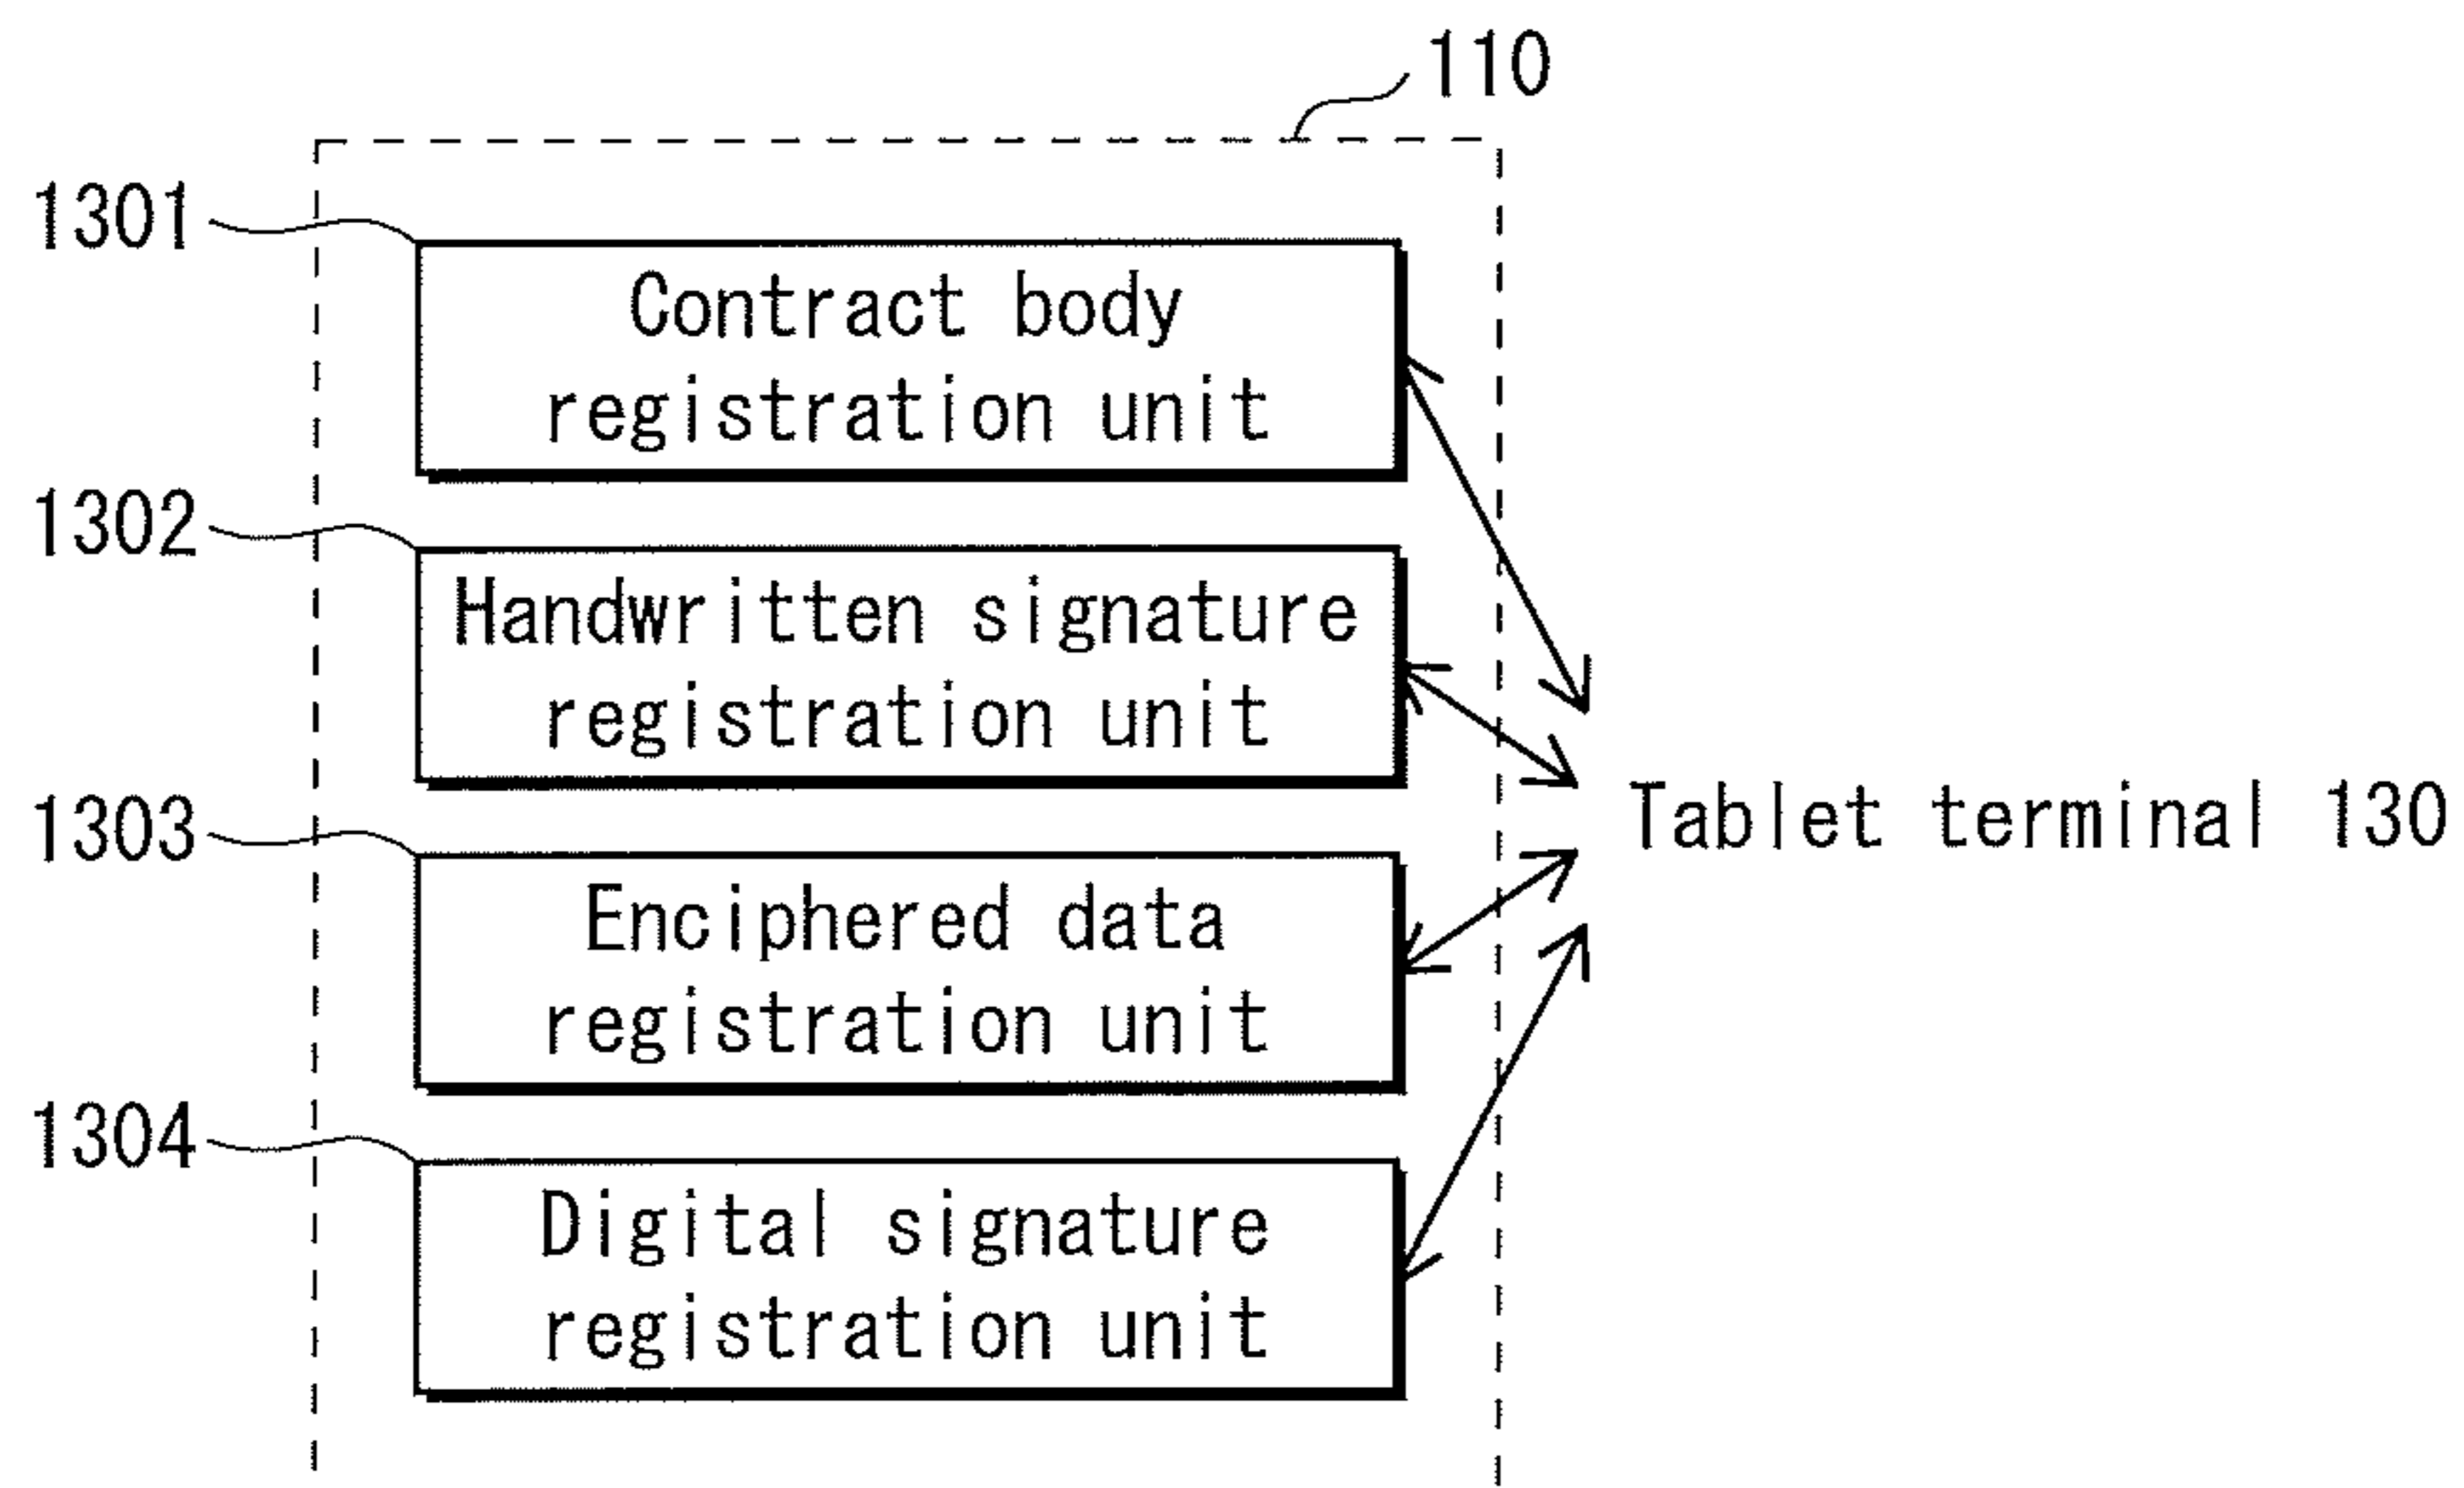 110
1301
Contract body
registration unit
1302
Handwritten signature
registration unit
Tablet terminal 130
1303
Enciphered data
registration unit
1304
Digital signature
registration unit